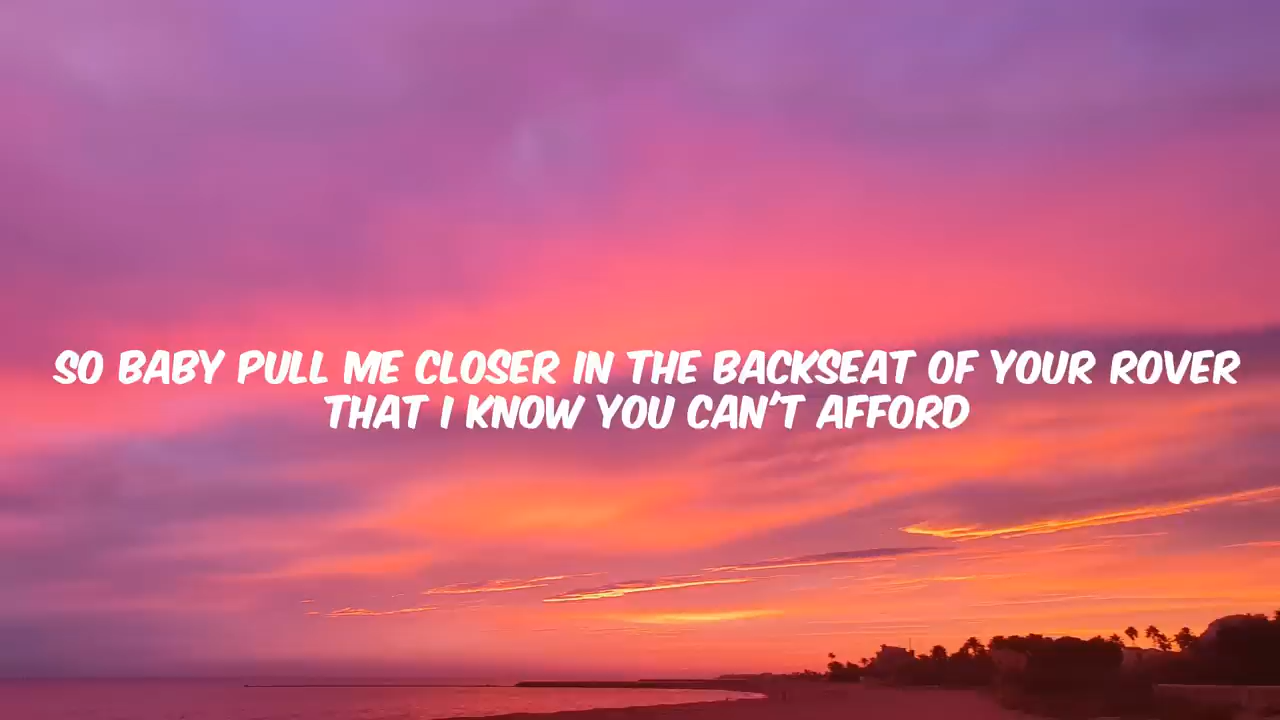 SO BABY PULL ME CLOSER IN THE BACKSEAT OF YOUR ROVER
THAT I KNOW YOU CAN'T AFFORD